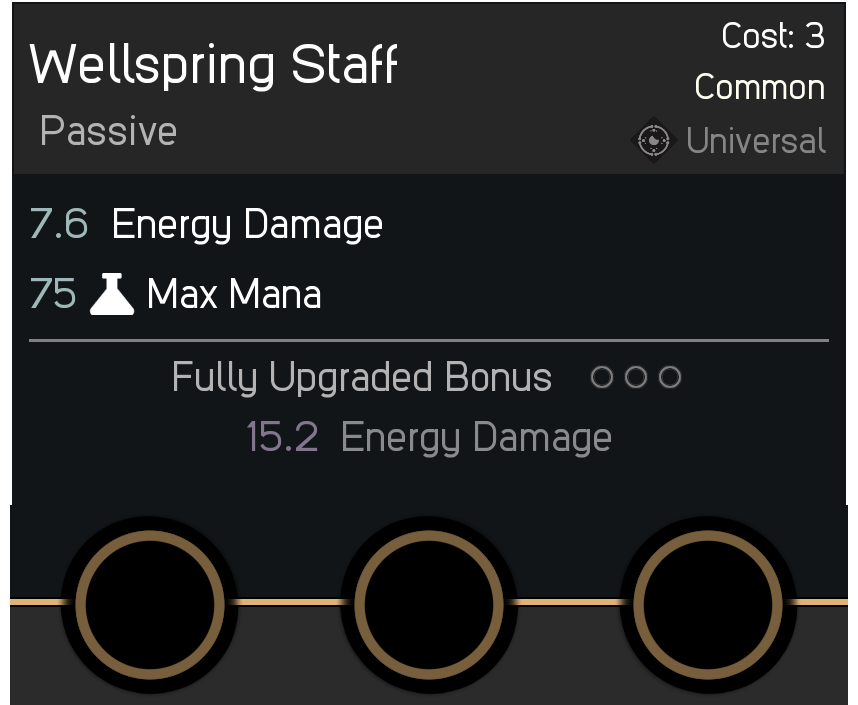 Wellspring Staff
Cost: 3
Common
Passive
Universal
7.6 Energy Damage
75 Max Mana
Fully Upgraded Bonus
15.2 Energy Damage